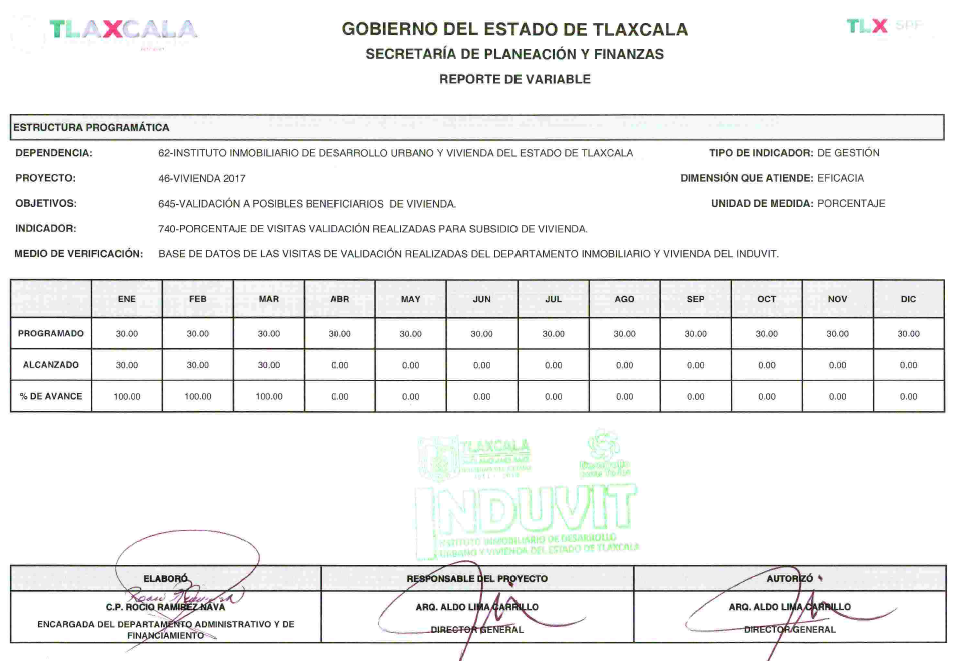 TLAXCALA
GOBIERNO DEL ESTADO DE TLAXCALA
TLX SPF
SECRETARÍA DE PLANEACIÓN Y FINANZAS
REPORTE DE VARIABLE
ESTRUCTURA PROGRAMÁTICA
DEPENDENCIA: 62-INSTITUTO INMOBILIARIO DE DESARROLLO URBANO Y VIVIENDA DEL ESTADO DE TLAXCALA TIPO DE INDICADOR: DE GESTIÓN
PROYECTO: 46-VIVIENDA 2017 DIMENSIÓN QUE ATIENDE: EFICACIA
OBJETIVOS: 645-VALIDACIÓN A POSIBLES BENEFICIARIOS DE VIVIENDA. UNIDAD DE MEDIDA: PORCENTAJE
INDICADOR: 740-PORCENTAJE DE VISITAS VALIDACIÓN REALIZADAS PARA SUBSIDIO DE VIVIENDA.
MEDIO DE VERIFICACIÓN: BASE DE DATOS DE LAS VISITAS DE VALIDACIÓN REALIZADAS DEL DEPARTAMENTO INMOBILIARIO Y VIVIENDA DEL INDUVIT.
ENE FEB MAR ABR MAY JUN JUL AGO SEP OCT NOV DIC
PROGRAMADO 30.00 30.00 30.00 30.00 30.00 30.00 30.00 30.00 30.00 30.00 30.00 30.00
ALCANZADO 30.00 30.00 30.00 0.00 0.00 0.00 0.00 0.00 0.00 0.00 0.00 0.00
% DE AVANCE 100.00 100.00 100.00 0.00 0.00 0.00 0.00 0.00 0.00 0.00 0.00 0.00
TLAXCALA
INDUVIT
INSTITUTO INMOBILIARIO DE DESARROLLO
URBANO Y VIVIENDA DEL ESTADO DE TLAXCALA
ELABORÓ RESPONSABLE DEL PROYECTO AUTORIZÓ
C.P. ROCIO RAMIREZ NAVA ARQ. ALDO LIMA CARRILLO ARQ. ALDO LIMA CARRILLO
ENCARGADA DEL DEPARTAMENTO ADMINISTRATIVO Y DE DIRECTOR GENERAL DIRECTOR GENERAL
FINANCIAMIENTO